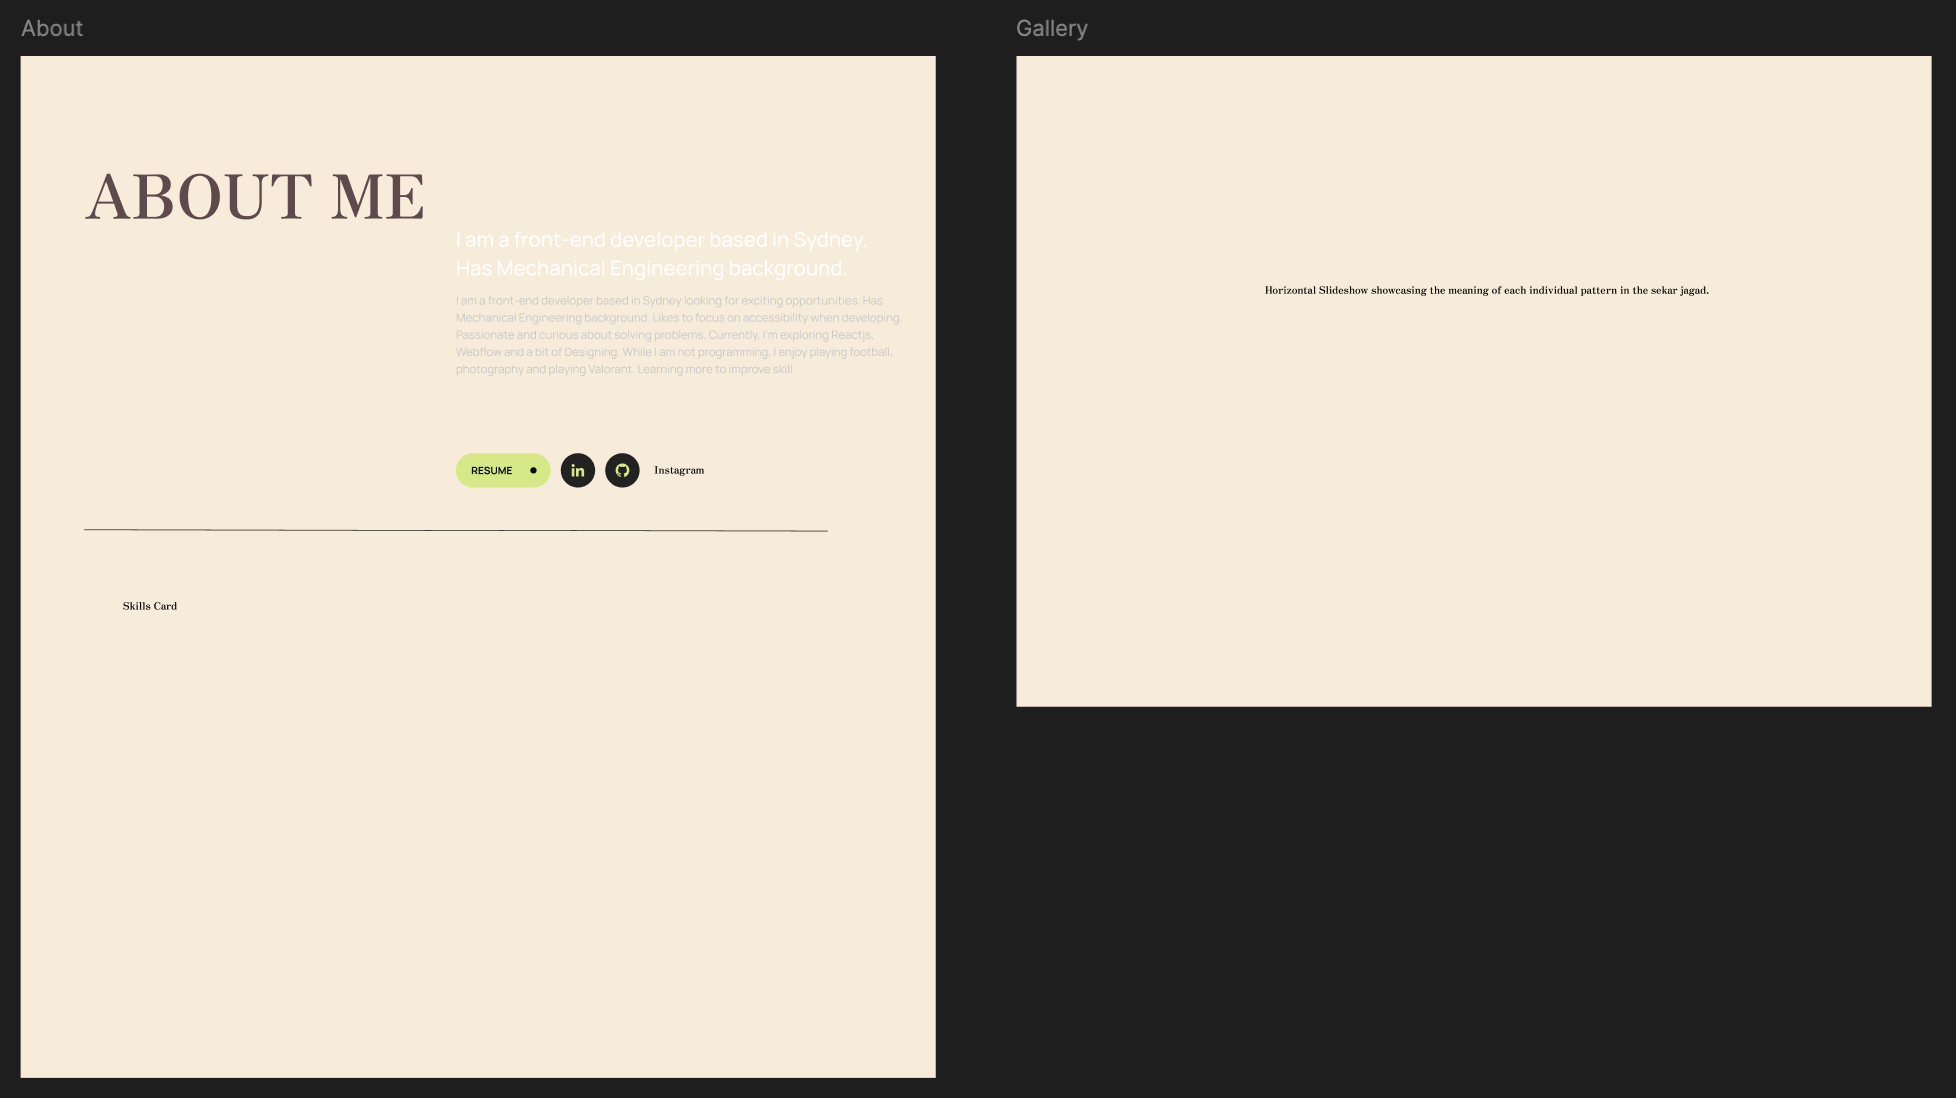 About
ABOUT ME
I am a front-end developer based in Sydney.
Has Mechanical Engineering background.
I am a front-end developer based in Sydney looking for exciting opportunities. Has
Mechanical Engineering background. Likes to focus on accessibility when developing.
Passionate and curious about solving problems. Currently, I'm exploring Reactjs,
Webflow and a bit of Designing. While I am not programming, I enjoy playing football,
photography and playing Valorant. Learning more to improve skill
RESUME
in
Instagram
Skills Card
Gallery
Horizontal Slideshow showcasing the meaning of each individual pattern in the sekar jagad.